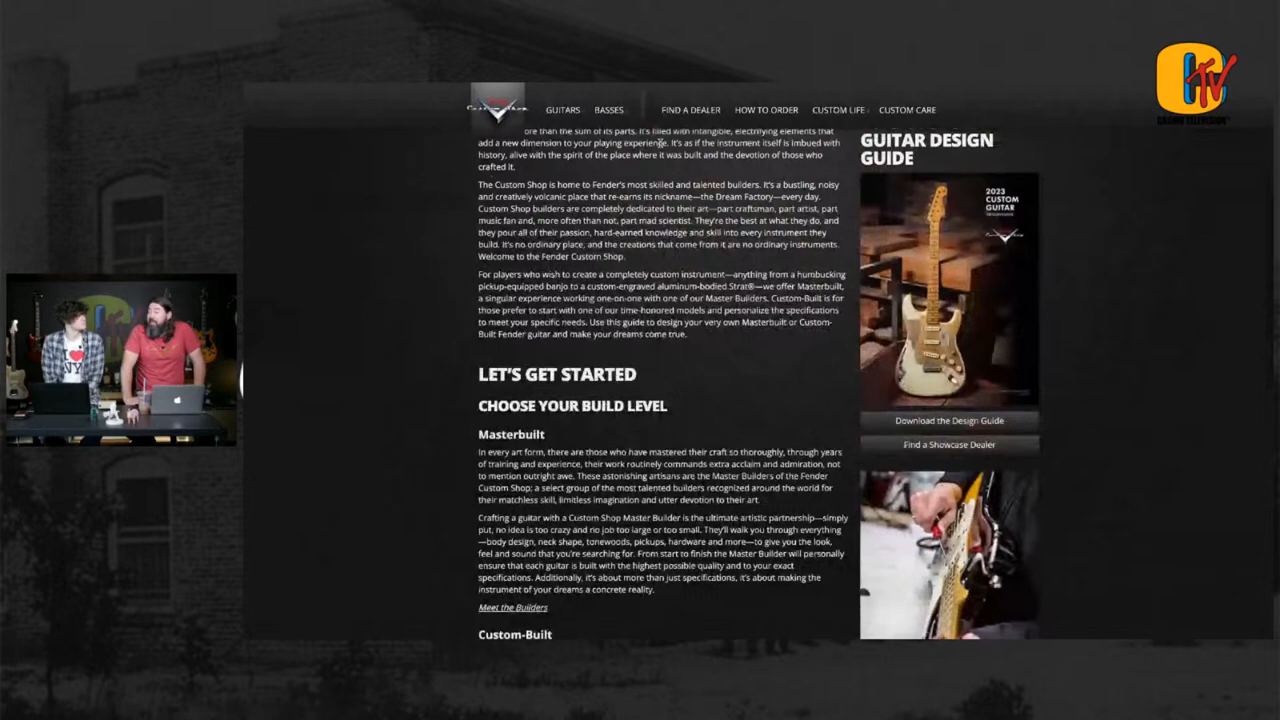 CTV
GUITARS
BASSES
FIND A DEALER
HOW TO ORDER
CUSTOM LIFE
CUSTOM CARE
ore than the sum of its parts. It's filled with intangible, electrifying elements that
add a new dimension to your playing experience. It's as if the instrument itself is imbued with
history, alive with the spirit of the place where it was built and the devotion of those who
crafted it.
The Custom Shop is home to Fender's most skilled and talented builders. It's a bustling, noisy
and creatively volcanic place that re-earns its nickname—the Dream Factory—every day.
Custom Shop builders are completely dedicated to their art—part craftsman, part artist, part
music fan and, more often than not, part mad scientist. They're the best at what they do, and
they pour all of their passion, hard-earned knowledge and skill into every instrument they
build. It's no ordinary place, and the creations that come from it are no ordinary instruments.
Welcome to the Fender Custom Shop.
For players who wish to create a completely custom instrument—anything from a humbucking
pickup-equipped banjo to a custom-engraved aluminum-bodied Strat®—we offer Masterbuilt,
a singular experience working one-on-one with one of our Master Builders. Custom-Built is for
those prefer to start with one of our time-honored models and personalize the specifications
to meet your specific needs. Use this guide to design your very own Masterbuilt or Custom-
Built Fender guitar and make your dreams come true.
LET'S GET STARTED
CHOOSE YOUR BUILD LEVEL
Masterbuilt
In every art form, there are those who have mastered their craft so thoroughly, through years
of training and experience, their work routinely commands extra acclaim and admiration, not
to mention outright awe. These astonishing artisans are the Master Builders of the Fender
Custom Shop; a select group of the most talented builders recognized around the world for
their matchless skill, limitless imagination and utter devotion to their art.
Crafting a guitar with a Custom Shop Master Builder is the ultimate artistic partnership—simply
put, no idea is too crazy and no job too large or too small. They'll walk you through everything
—body design, neck shape, tonewoods, pickups, hardware and more—to give you the look,
feel and sound that you're searching for. From start to finish the Master Builder will personally
ensure that each guitar is built with the highest possible quality and to your exact
specifications. Additionally, it's about more than just specifications, it's about making the
instrument of your dreams a concrete reality.
Meet the Builders
Custom-Built
GUITAR DESIGN
GUIDE
2023
CUSTOM
GUITAR
Download the Design Guide
Find a Showcase Dealer
I
NY